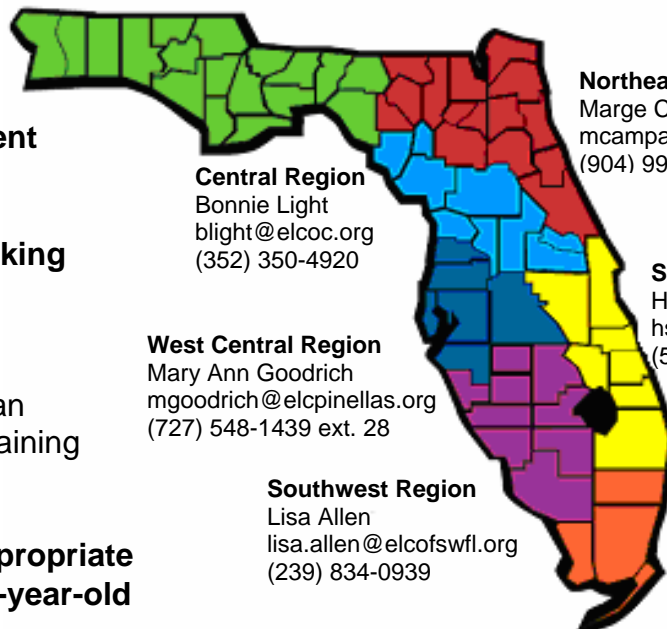 ent
Central Region
Bonnie Light
blight@elcoc.org
(352) 350-4920
king
West Central Region
Mary Ann Goodrich
mgoodrich@elcpinellas.org
(727) 548-1439 ext. 28
an
aining
Southwest Region
Lisa Allen
lisa.allen@elcofswfl.org
(239) 834-0939
propriate
-year-old
Northea
Marge C
mcampa
(904) 99
S
H
hs
(5